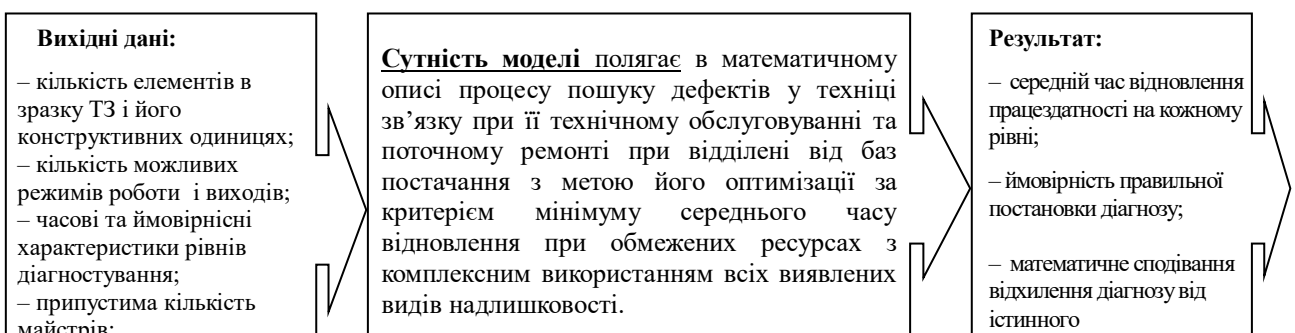 Вихідні дані:
– кількість елементів в
зразку ТЗ і його
конструктивних одиницях;
– кількість можливих
режимів роботи і виходів;
– часові та ймовірнісні
характеристики рівнів
діагностування;
– припустима кількість
майстрів;
Сутність моделі полягає в математичному
описі процесу пошуку дефектів у техніці
зв’язку при її технічному обслуговуванні та
поточному ремонті при відділені від баз
постачання з метою його оптимізації за
критерієм мінімуму середнього часу
відновлення при обмежених ресурсах з
комплексним використанням всіх виявлених
видів надлишковості.
Результат:
– середній час відновлення
працездатності на кожному
рівні;
– ймовірність правильної
постановки діагнозу;
– математичне сподівання
відхилення діагнозу від
істинного